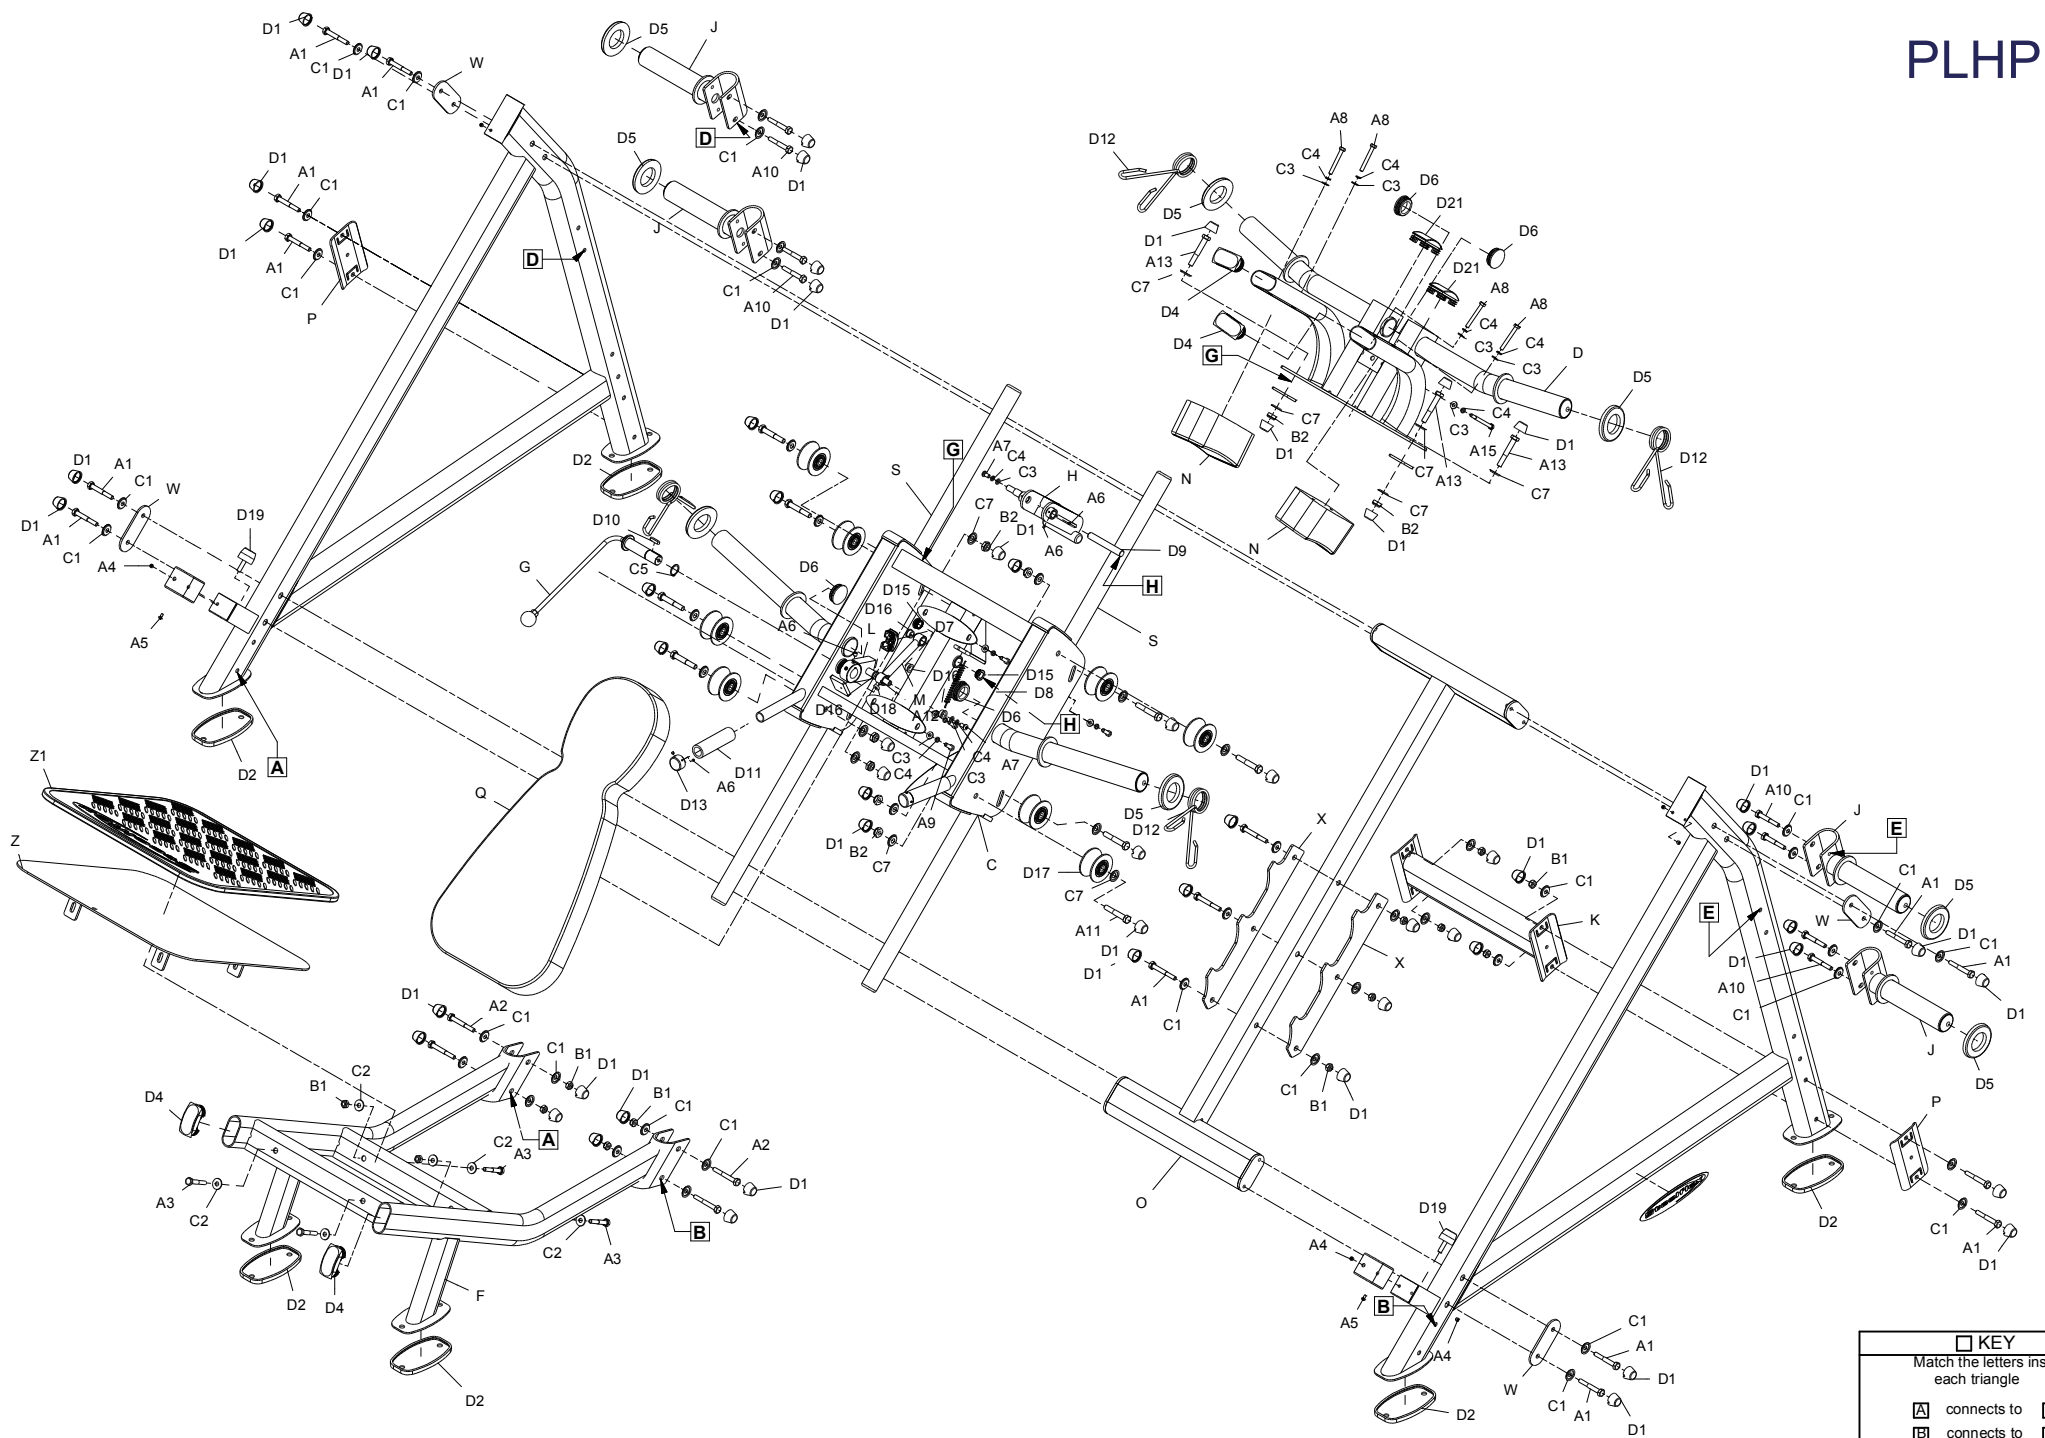 PLHP
D1
A1
C1
D1
A1
C1
W
D5
J
D
C1
A10
D1
D5
J
C1
A10
D1
D1
A1
C1
D1
A1
C1
P
D
D2
D12
D5
A8
A8
C4
C3
C4
C3
D6
D21
D6
D21
D1
A13
C7
D4
D4
G
A8
A8
C4
C3
C4
C3
D
D5
D12
C7
B2
D1
N
C4
C3
A15
D1
A13
C7
A13
C7
C7
B2
D1
N
D1
A1
C1
W
D1
A1
C1
D19
A4
A5
A
D2
D10
G
C5
D6
S
G
A7
C4
C3
H
A6
A6
D9
H
N
S
C7
B2
D1
D15
D16
D7
A6
L
D15
D8
M
D16
D18
A12
D6
H
D11
D13
A6
C3
C4
C4
C3
A7
A9
D1
B2
C7
C
D5
D12
D17
C7
A11
D1
D1
A1
C1
X
X
D1
B1
C1
K
C1
B1
D1
Z1
Z
Q
D1
A2
C1
C1
B1
D1
D1
B1
C1
C1
A2
D1
B1
C2
D4
A
C2
A3
A3
C2
B
C2
A3
D2
D4
F
D2
O
D1
A10
C1
J
E
C1
A1
D5
W
D1
C1
A1
D1
E
D1
A10
C1
J
D5
P
D2
C1
A1
D1
D19
A4
A5
B
A4
W
C1
A1
D1
C1
A1
D1
D2
KEY
Match the letters ins
each triangle
A connects to
B connects to